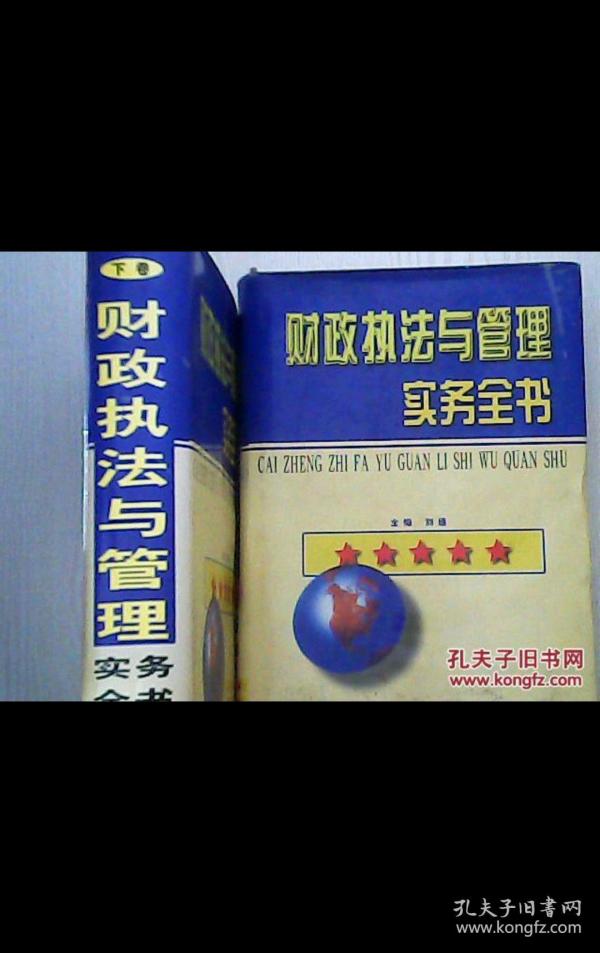 下卷
财政执法与管理
实务
全书
财政执法与管理
实务全书
CAI ZHENG ZHI FA YU GUAN LI SHI WU QUAN SHU
孔夫子旧书网
www.kongfz.com
孔夫子旧书网
www.kongfz.com